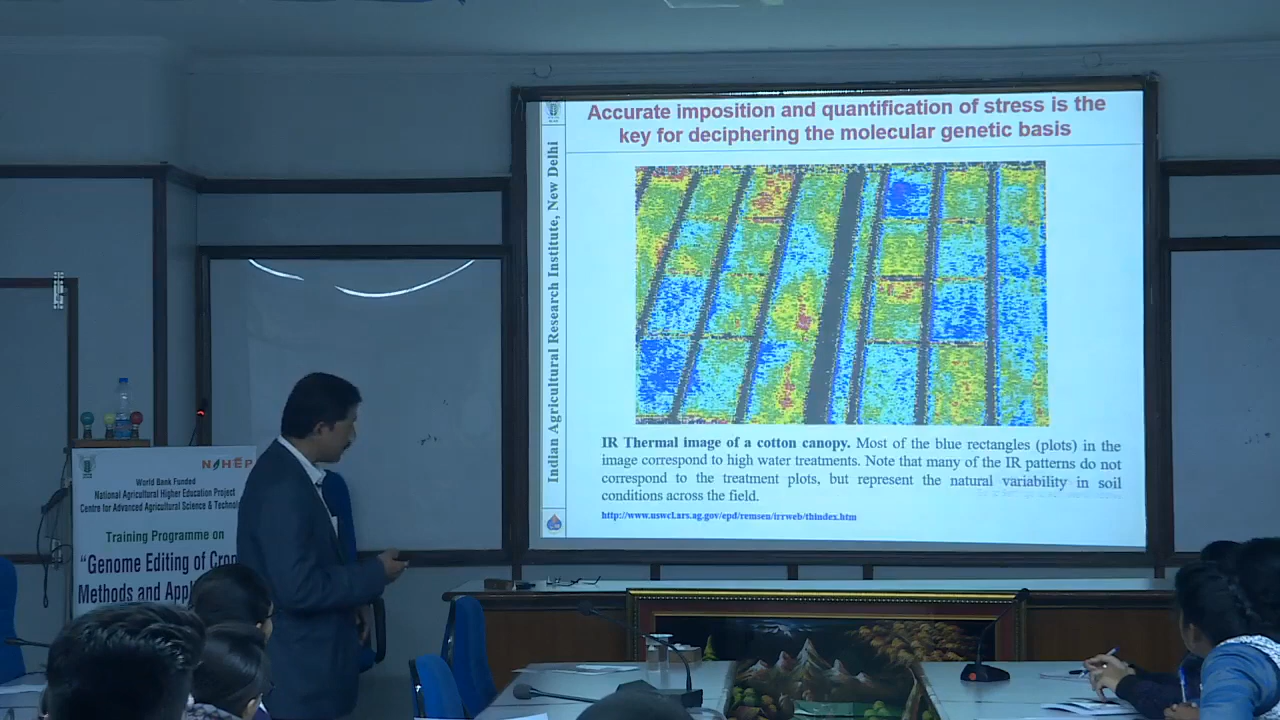 Accurate imposition and quantification of stress is the
key for deciphering the molecular genetic basis
Indian Agricultural Research Institute, New Delhi
IR Thermal image of a cotton canopy. Most of the blue rectangles (plots) in the
image correspond to high water treatments. Note that many of the IR patterns do not
correspond to the treatment plots, but represent the natural variability in soil
conditions across the field.
http://www.uswcl.ars.ag.gov/epd/remsen/irrweb/thindex.htm
NAHEP
World Bank Funded
National Agricultural Higher Education Project
Centre for Advanced Agricultural Science & Technolo
Training Programme on
"Genome Editing of Crop
Methods and Appl